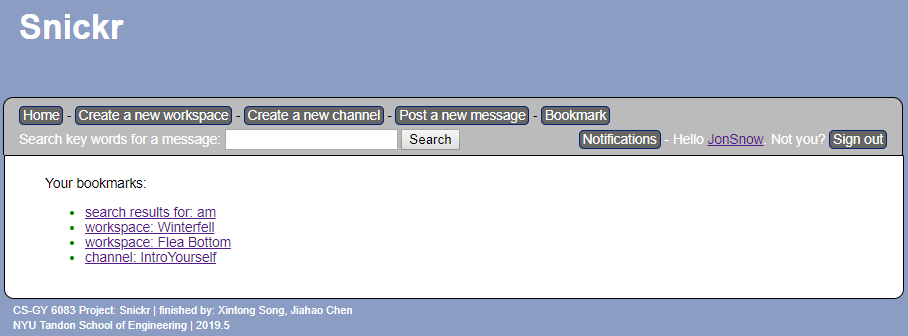 Snickr
Home - Create a new workspace - Create a new channel - Post a new message - Bookmark
Search key words for a message: Search Notifications - Hello JonSnow. Not you? Sign out
Your bookmarks:
search results for: am
workspace: Winterfell
workspace: Flea Bottom
channel: IntroYourself
CS-GY 6083 Project: Snickr | finished by: Xintong Song, Jiahao Chen
NYU Tandon School of Engineering | 2019.5